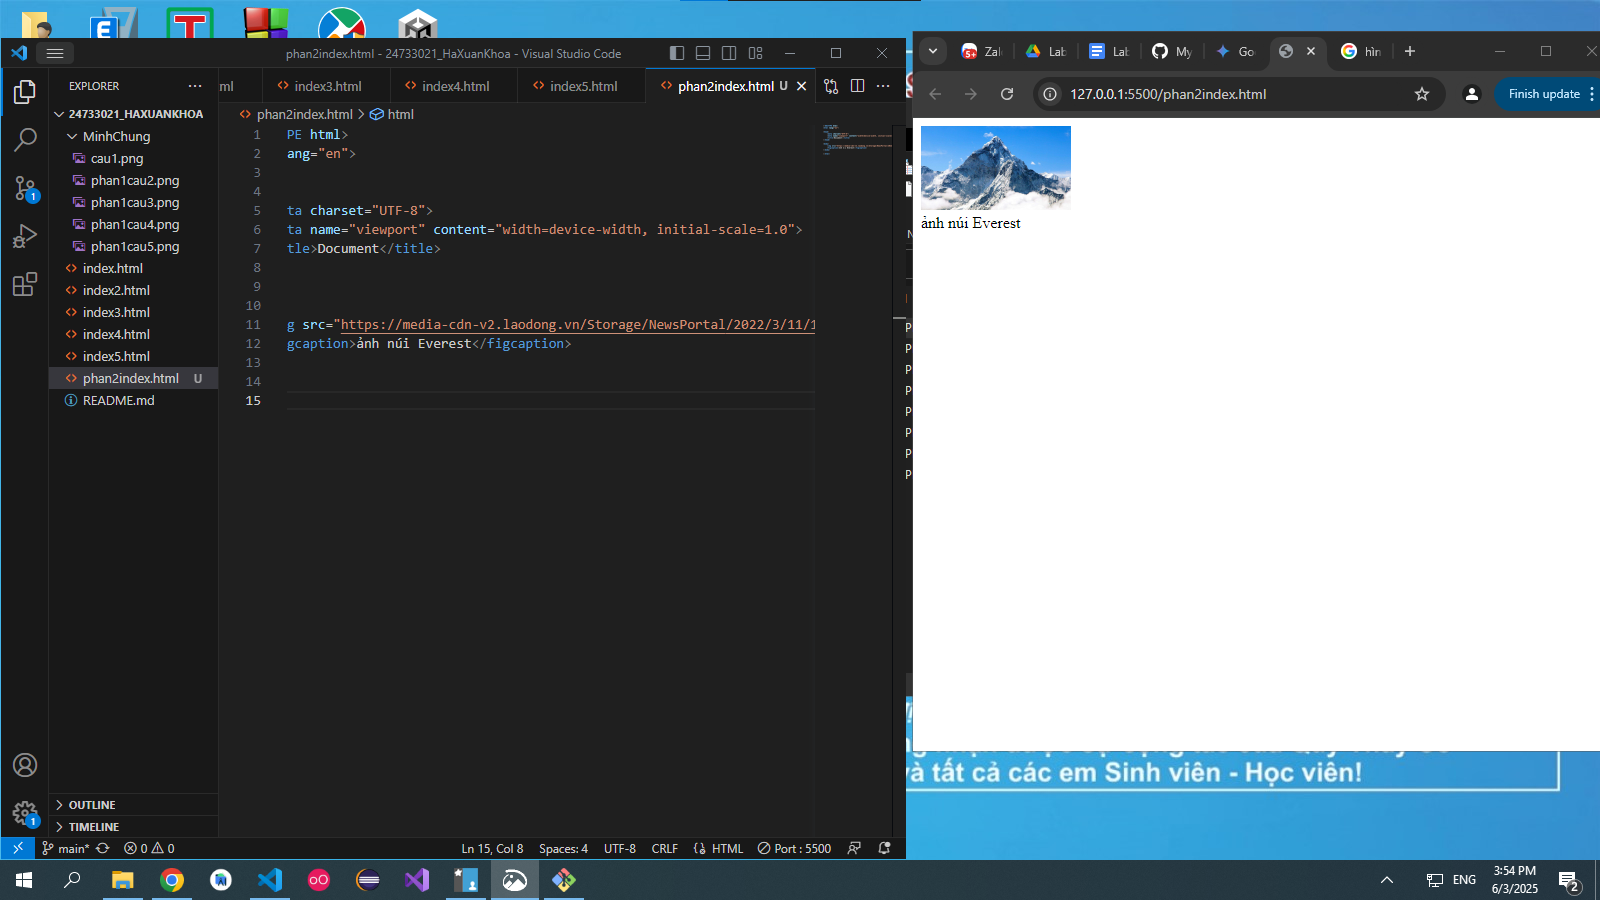 phan2index.html - 24733021_HaXuanKhoa - Visual Studio Code
EXPLORER
24733021_HAXUANKHOA
MinhChung
cau1.png
phan1cau2.png
phan1cau3.png
phan1cau4.png
phan1cau5.png
index.html
index2.html
index3.html
index4.html
index5.html
phan2index.html U
README.md
OUTLINE
TIMELINE
ml
index3.html
index4.html
index5.html
phan2index.html U
phan2index.html > html
1 PE html>
2 ang="en">
3
4
5 ta charset="UTF-8">
6 ta name="viewport" content="width=device-width, initial-scale=1.0">
7 tle>Document</title>
8
9
10
11 g src="https://media-cdn-v2.laodong.vn/Storage/NewsPortal/2022/3/11/1
12 gcaption>ảnh núi Everest</figcaption>
13
14
15
main* 0 0 Ln 15, Col 8 Spaces: 4 UTF-8 CRLF HTML Port : 5500
Zal
Lab
Lab
My
Go
hìn
127.0.0.1:5500/phan2index.html
Finish update
ảnh núi Everest
và tất cả các em Sinh viên - Học viên!
ENG
3:54 PM
6/3/2025
2